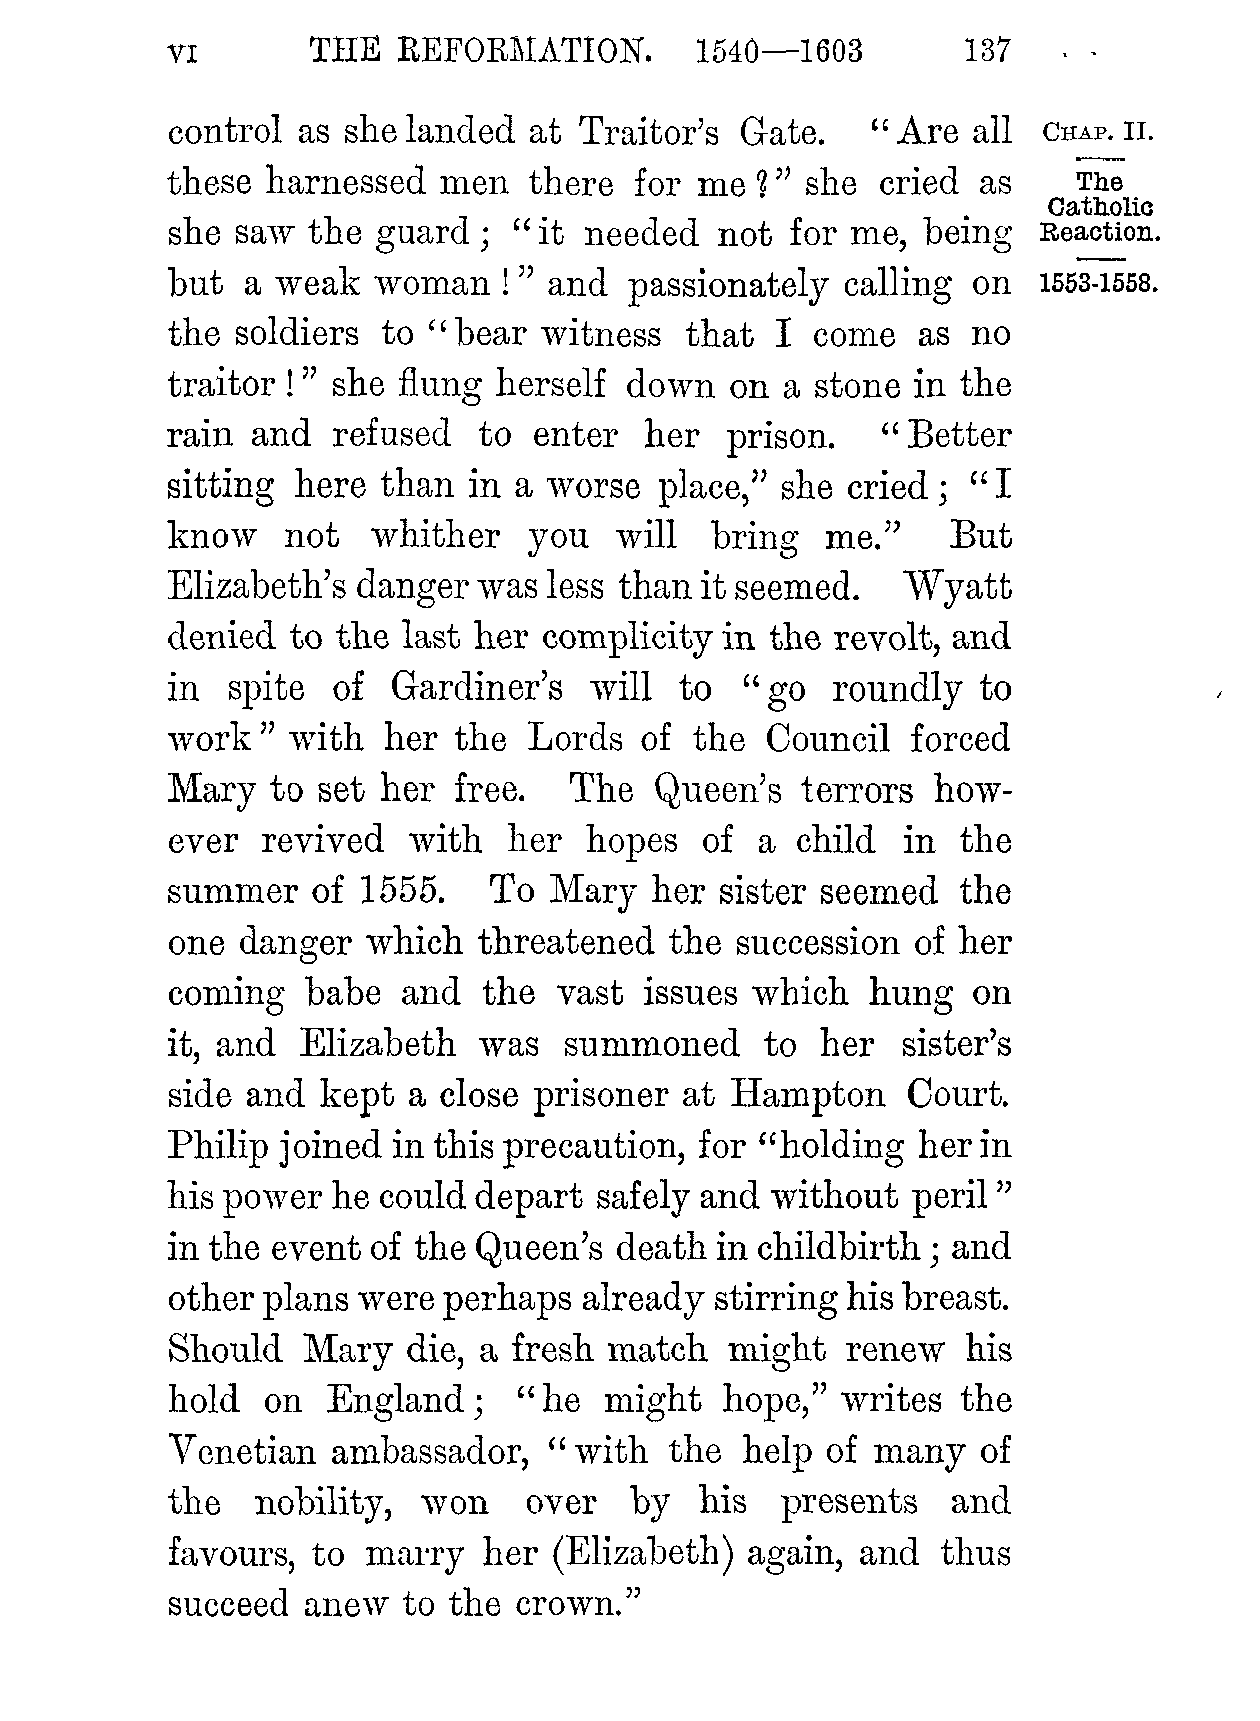 VI THE REFORMATION. 1540—1603 137
control as she landed at Traitor's Gate. "Are all
these harnessed men there for me?" she cried as
she saw the guard; "it needed not for me, being
but a weak woman!" and passionately calling on
the soldiers to "bear witness that I come as no
traitor!" she flung herself down on a stone in the
rain and refused to enter her prison. "Better
sitting here than in a worse place," she cried; "I
know not whither you will bring me." But
Elizabeth's danger was less than it seemed. Wyatt
denied to the last her complicity in the revolt, and
in spite of Gardiner's will to "go roundly to
work" with her the Lords of the Council forced
Mary to set her free. The Queen's terrors how-
ever revived with her hopes of a child in the
summer of 1555. To Mary her sister seemed the
one danger which threatened the succession of her
coming babe and the vast issues which hung on
it, and Elizabeth was summoned to her sister's
side and kept a close prisoner at Hampton Court.
Philip joined in this precaution, for "holding her in
his power he could depart safely and without peril"
in the event of the Queen's death in childbirth; and
other plans were perhaps already stirring his breast.
Should Mary die, a fresh match might renew his
hold on England; "he might hope," writes the
Venetian ambassador, "with the help of many of
the nobility, won over by his presents and
favours, to marry her (Elizabeth) again, and thus
succeed anew to the crown."
CHAP. II.
The
Catholic
Reaction.
1553-1558.